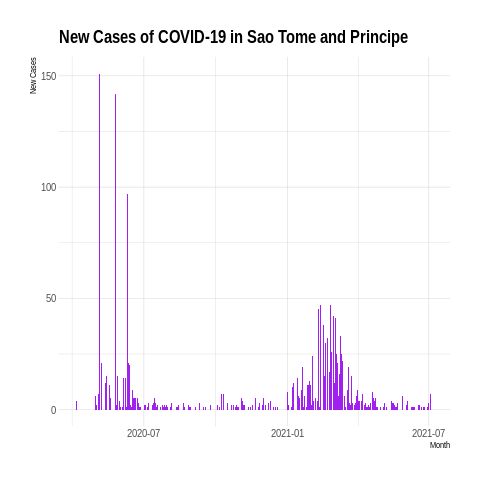 New Cases of COVID-19 in Sao Tome and Principe
New Cases
150
100
50
0
2020-07
2021-01
2021-07
Month